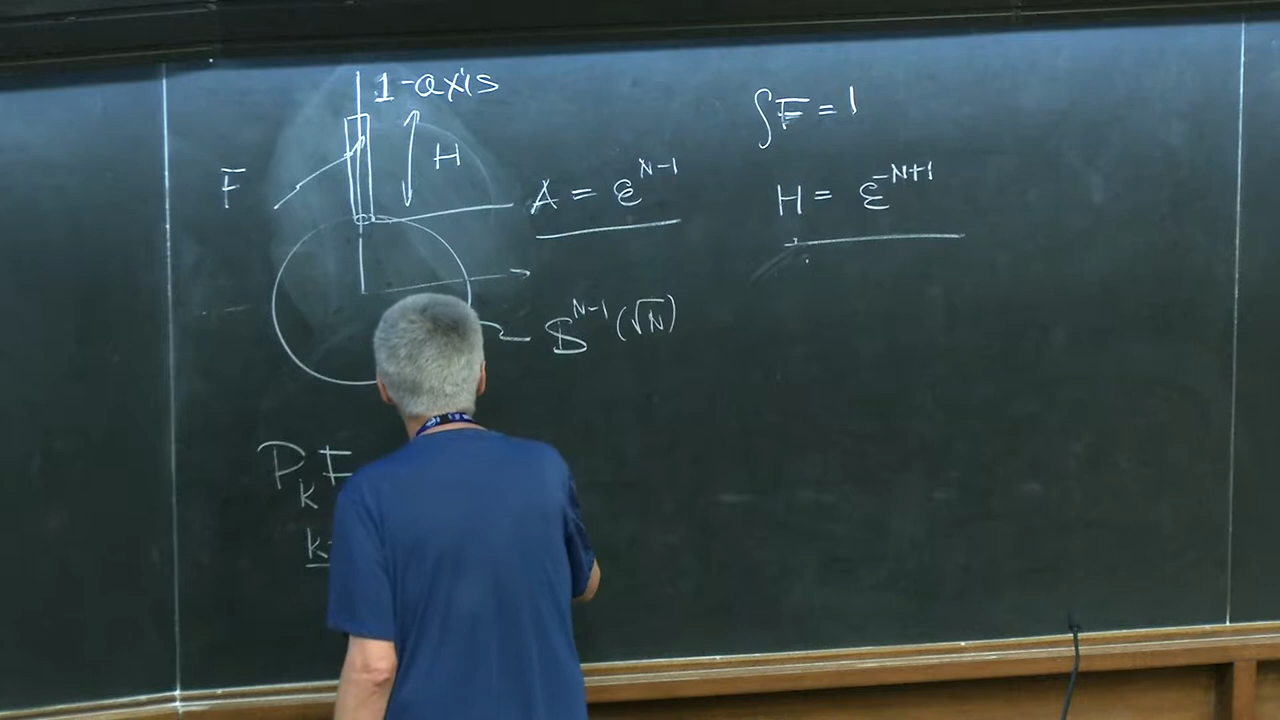 1-axis
H
F
A = ε^{N-1}
∫F = 1
H = ε^{-N+1}
S^{N-1}(√N)
P_k F
k